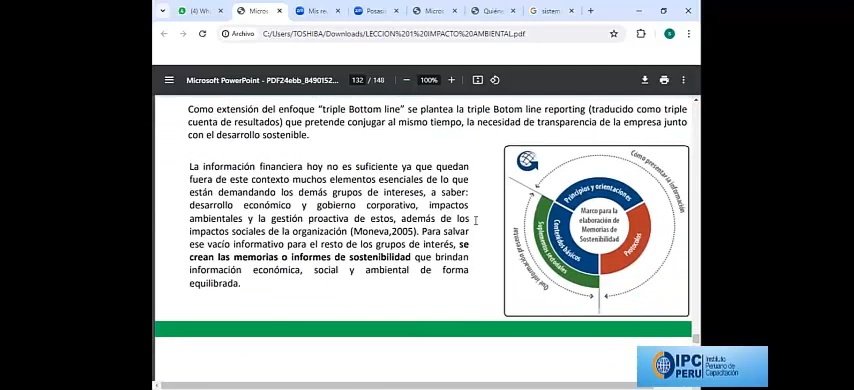 (4) Wh
Micros
Mis re
Posac
Micros
Quién
sistem
Archivo
C:/Users/TOSHIBA/Downloads/LECCION%201%20IMPACTO%20AMBIENTAL.pdf
Microsoft PowerPoint - PDF24ebb_8490152...
132 / 148
100%
Como extensión del enfoque "triple Bottom line" se plantea la triple Botom line reporting (traducido como triple
cuenta de resultados) que pretende conjugar al mismo tiempo, la necesidad de transparencia de la empresa junto
con el desarrollo sostenible.
La información financiera hoy no es suficiente ya que quedan
fuera de este contexto muchos elementos esenciales de lo que
están demandando los demás grupos de intereses, a saber:
desarrollo económico y gobierno corporativo, impactos
ambientales y la gestión proactiva de estos, además de los
impactos sociales de la organización (Moneva,2005). Para salvar
ese vacío informativo para el resto de los grupos de interés, se
crean las memorias o informes de sostenibilidad que brindan
información económica, social y ambiental de forma
equilibrada.
Cómo presentar la información
Principios y orientaciones
Marco para la
elaboración de
Memorias de
Sostenibilidad
Protocolos
Contenidos básicos
Suplementos sectoriales
Qué información presentar
IPC
PERU
Instituto
Peruano de
Capacitación